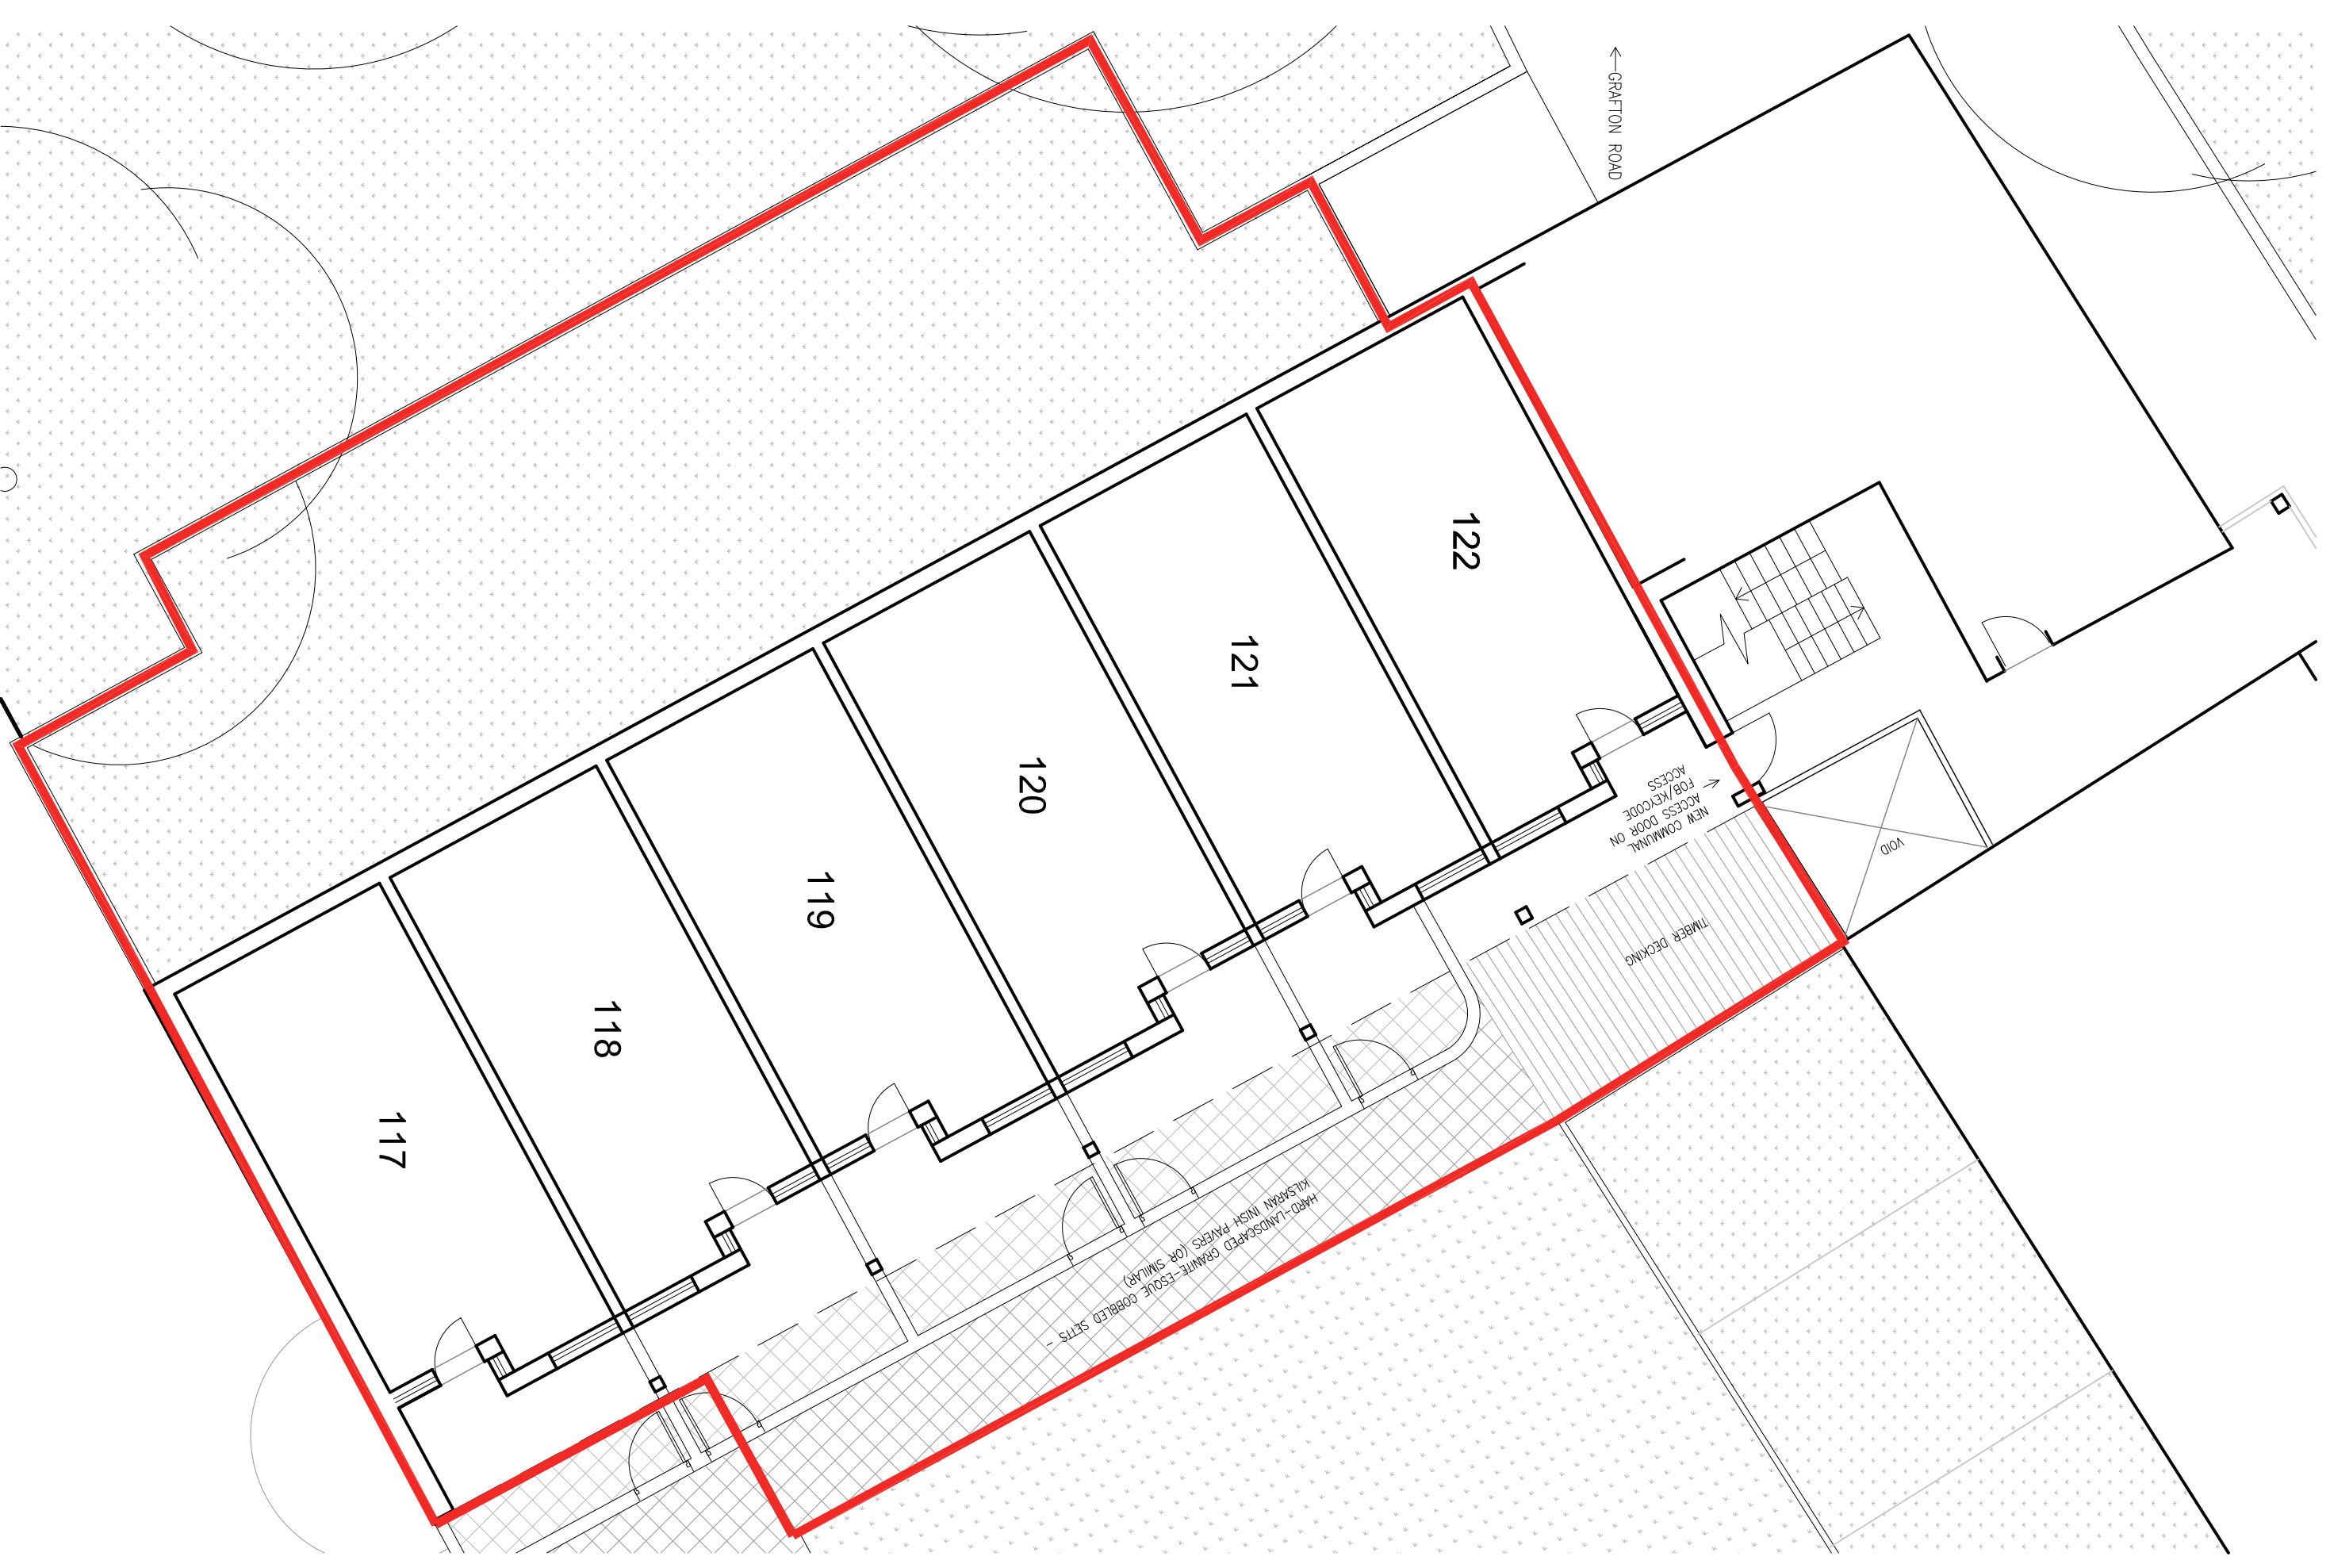 ←GRAFTON ROAD
122
121
120
119
118
117
NEW COMMUNAL
ACCESS DOOR ON
FOB/KEYCODE
ACCESS
VOID
TIMBER DECKING
HARD-LANDSCAPED GRANITE-ESQUE COBBLED SETTS -
KILSARAN INISH PAVERS (OR SIMILAR)